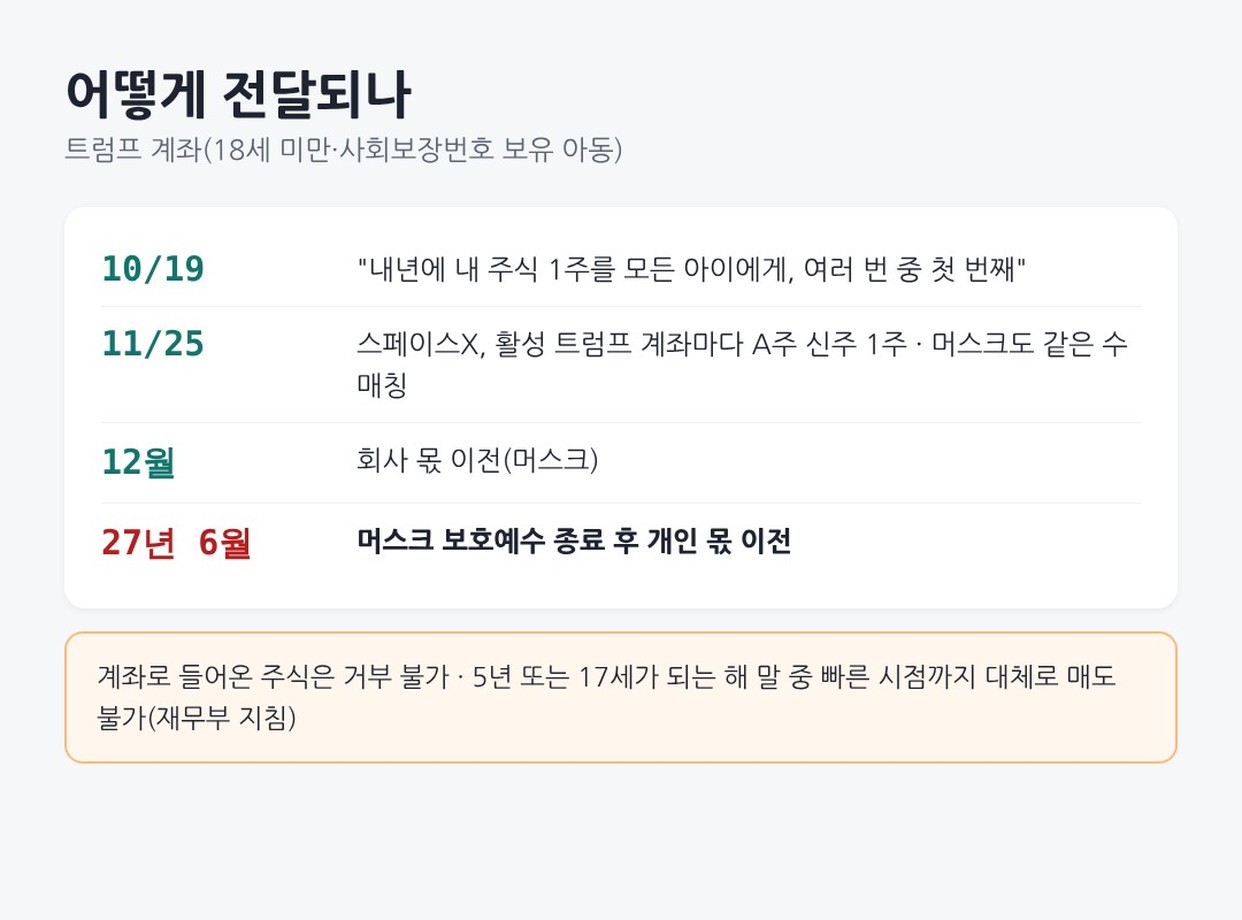 어떻게 전달되나
트럼프 계좌(18세 미만·사회보장번호 보유 아동)
10/19
"내년에 내 주식 1주를 모든 아이에게, 여러 번 중 첫 번째"
11/25
스페이스X, 활성 트럼프 계좌마다 A주 신주 1주 · 머스크도 같은 수
매칭
12월
회사 몫 이전(머스크)
27년 6월
머스크 보호예수 종료 후 개인 몫 이전
계좌로 들어온 주식은 거부 불가 · 5년 또는 17세가 되는 해 말 중 빠른 시점까지 대체로 매도
불가(재무부 지침)